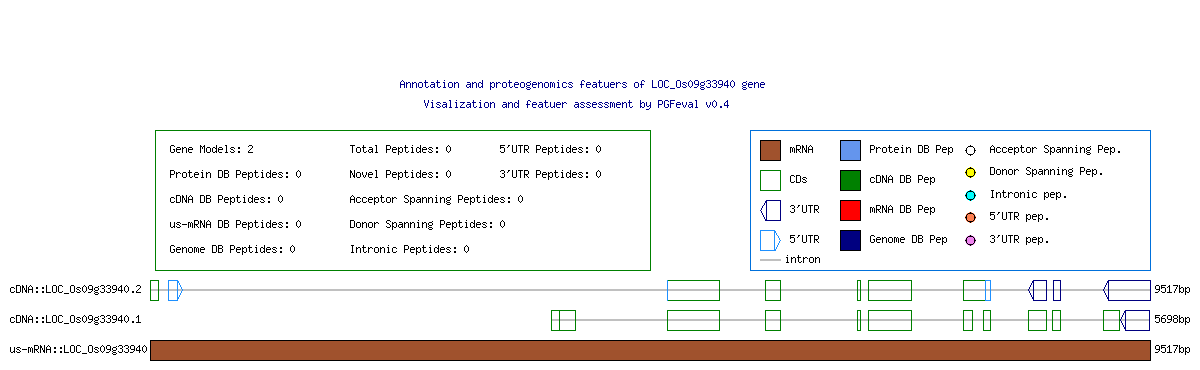 Annotation and proteogenomics featuers of LOC_Os09g33940 gene
Visalization and featuer assessment by PGFeval v0.4
Gene Models: 2 Total Peptides: 0 5'UTR Peptides: 0
Protein DB Peptides: 0 Novel Peptides: 0 3'UTR Peptides: 0
cDNA DB Peptides: 0 Acceptor Spanning Peptides: 0
us-mRNA DB Peptides: 0 Donor Spanning Peptides: 0
Genome DB Peptides: 0 Intronic Peptides: 0
mRNA Protein DB Pep Acceptor Spanning Pep.
CDs cDNA DB Pep Donor Spanning Pep.
3'UTR mRNA DB Pep Intronic pep.
5'UTR Genome DB Pep 5'UTR pep.
intron 3'UTR pep.
cDNA::LOC_Os09g33940.2 9517bp
cDNA::LOC_Os09g33940.1 5698bp
us-mRNA::LOC_Os09g33940 9517bp